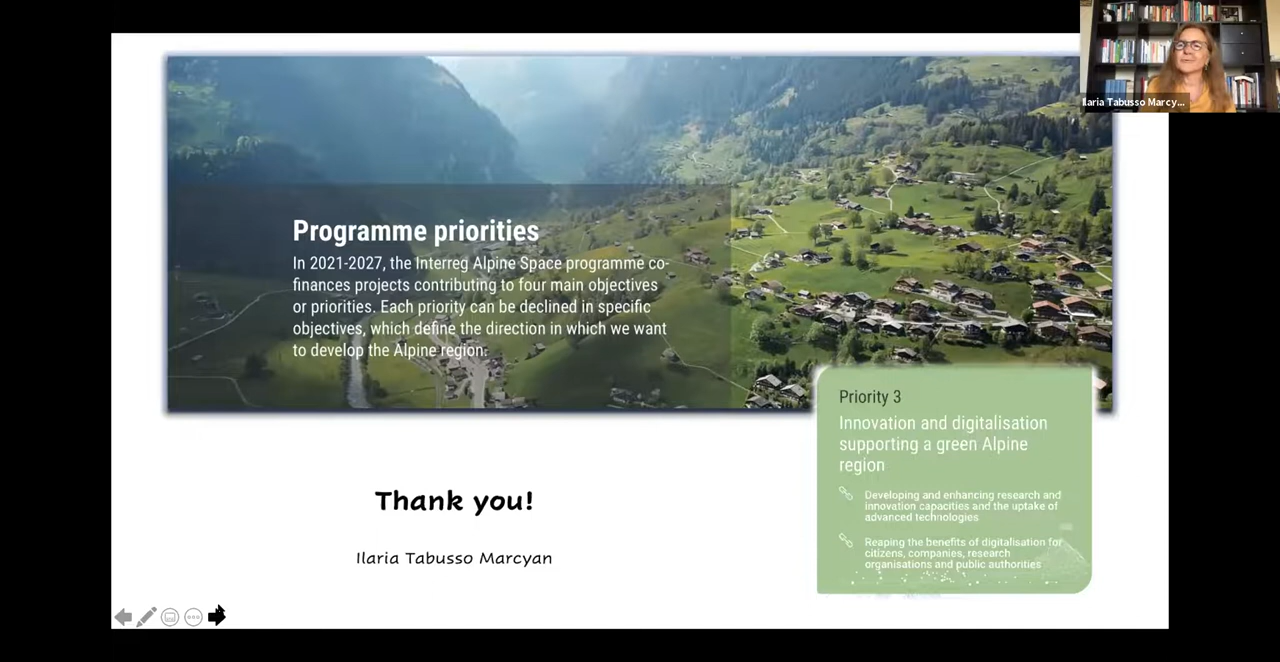 Ilaria Tabusso Marcy...
Programme priorities
In 2021-2027, the Interreg Alpine Space programme co-
finances projects contributing to four main objectives
or priorities. Each priority can be declined in specific
objectives, which define the direction in which we want
to develop the Alpine region.
Priority 3
Innovation and digitalisation
supporting a green Alpine
region
Developing and enhancing research and
innovation capacities and the uptake of
advanced technologies
Reaping the benefits of digitalisation for
citizens, companies, research
organisations and public authorities
Thank you!
Ilaria Tabusso Marcyan